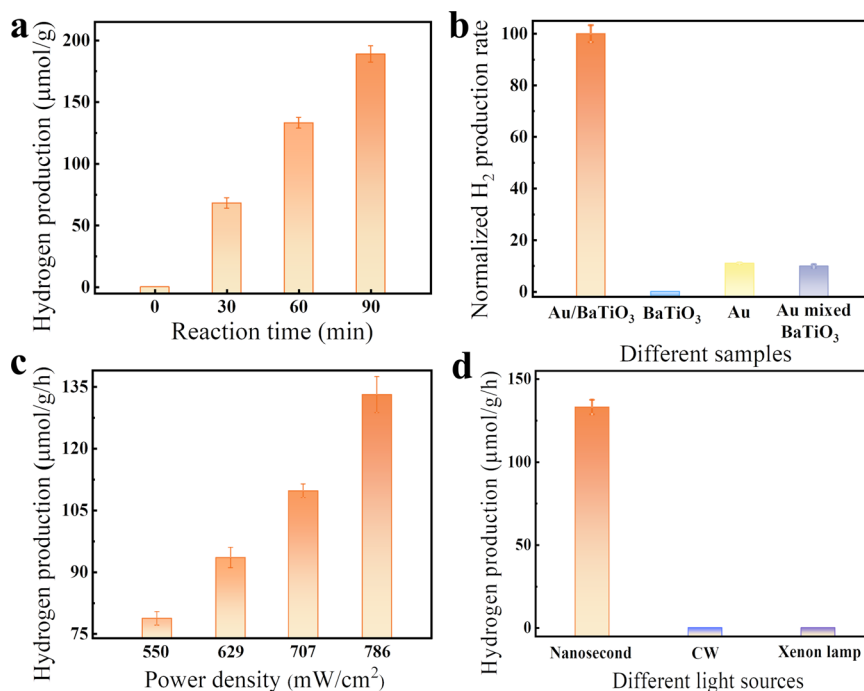 a
Hydrogen production (μmol/g)
200
150
100
50
0
0 30 60 90
Reaction time (min)
b
Normalized H₂ production rate
100
80
60
40
20
0
Au/BaTiO₃ BaTiO₃ Au Au mixed
BaTiO₃
Different samples
c
Hydrogen production (μmol/g/h)
135
120
105
90
75
550 629 707 786
Power density (mW/cm²)
d
Hydrogen production (μmol/g/h)
150
100
50
0
Nanosecond CW Xenon lamp
Different light sources